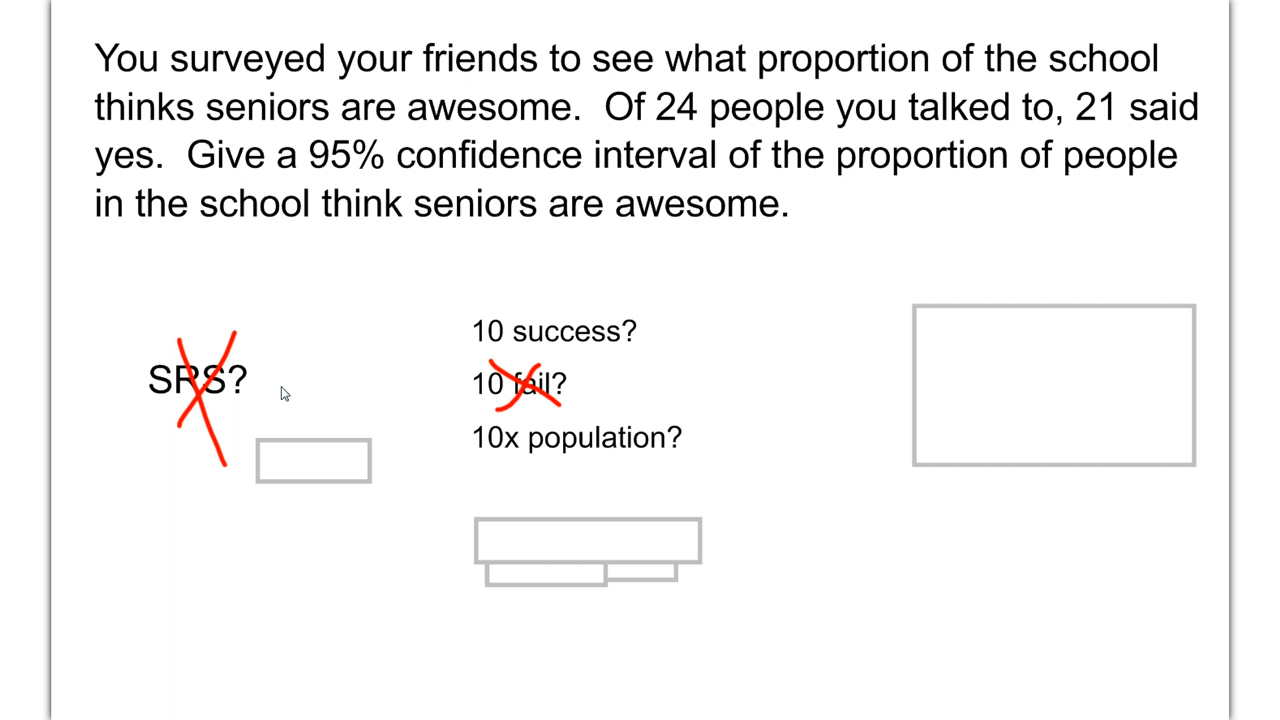 You surveyed your friends to see what proportion of the school
thinks seniors are awesome. Of 24 people you talked to, 21 said
yes. Give a 95% confidence interval of the proportion of people
in the school think seniors are awesome.
SRS?
10 success?
10 fail?
10x population?